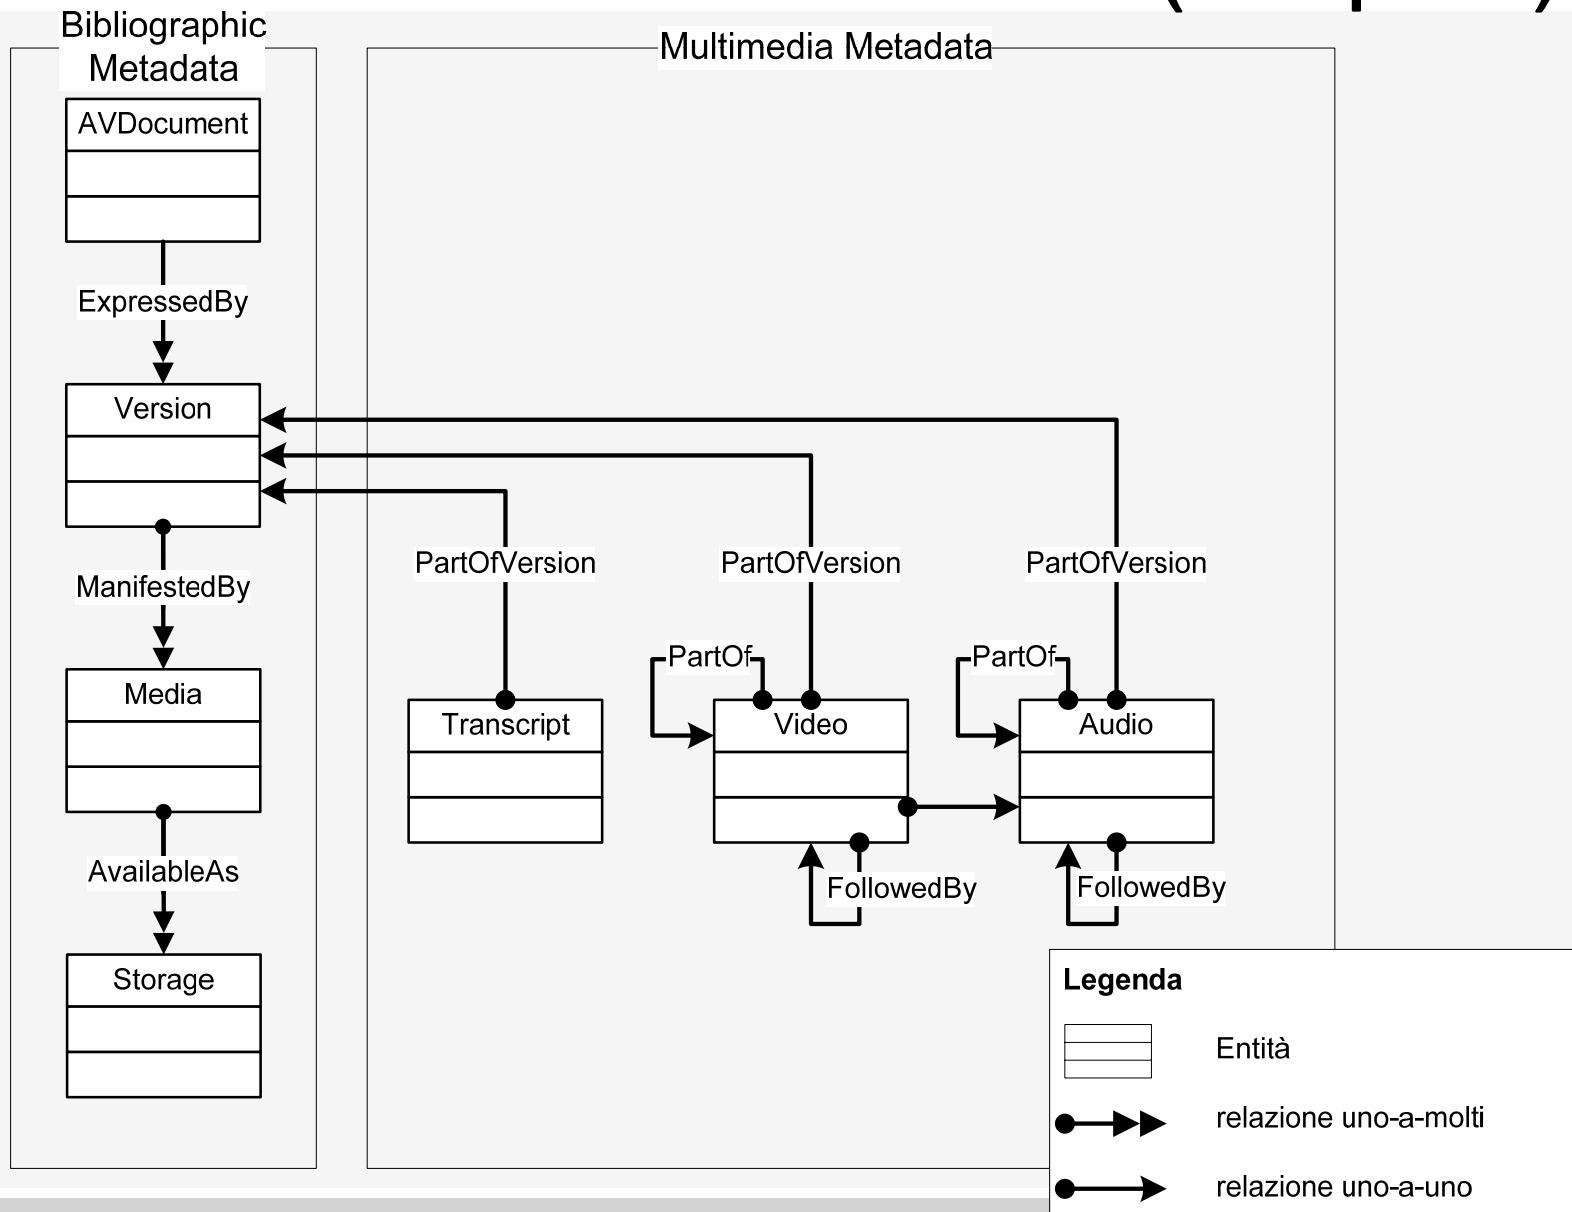 Bibliographic
Metadata
Multimedia Metadata
AVDocument
ExpressedBy
Version
ManifestedBy
PartOfVersion
PartOfVersion
PartOfVersion
PartOf
PartOf
Media
Transcript
Video
Audio
AvailableAs
FollowedBy
FollowedBy
Storage
Legenda
Entità
relazione uno-a-molti
relazione uno-a-uno